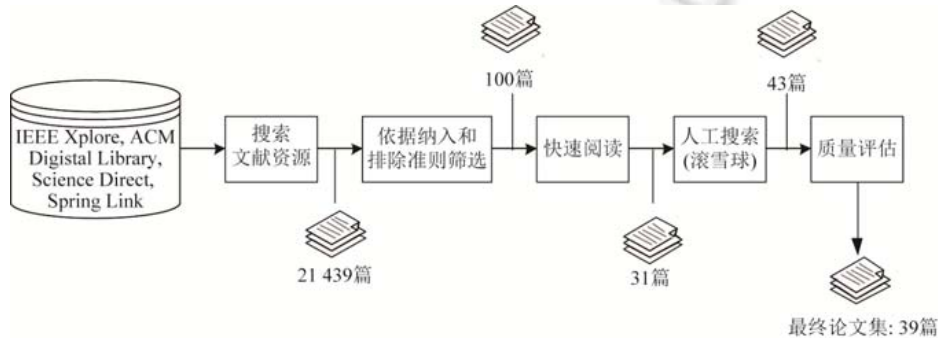 100篇
43篇
IEEE Xplore, ACM
Digistal Library,
Science Direct,
Spring Link
搜索
文献资源
依据纳入和
排除准则筛选
快速阅读
人工搜索
(滚雪球)
质量评估
21 439篇
31篇
最终论文集: 39篇